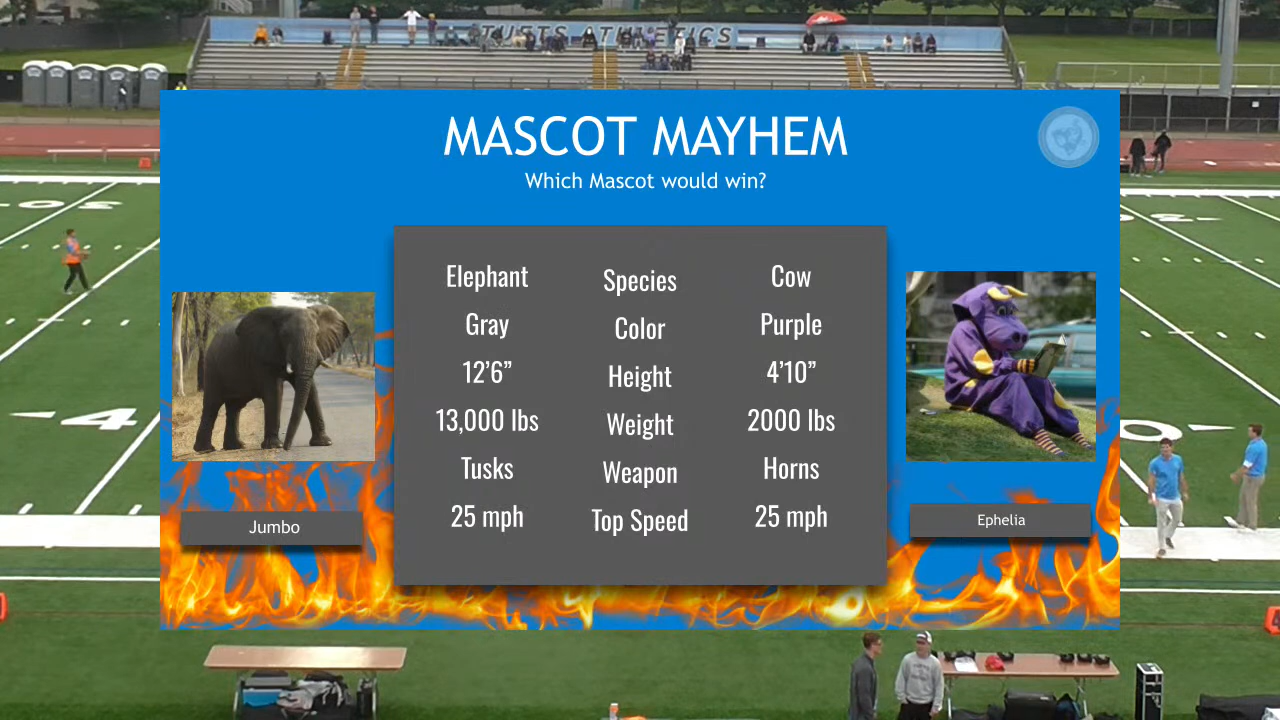 TUFTS ATHLETICS
MASCOT MAYHEM
Which Mascot would win?
Elephant Species Cow
Gray Color Purple
12’6” Height 4’10”
13,000 lbs Weight 2000 lbs
Tusks Weapon Horns
25 mph Top Speed 25 mph
Jumbo
Ephelia
4